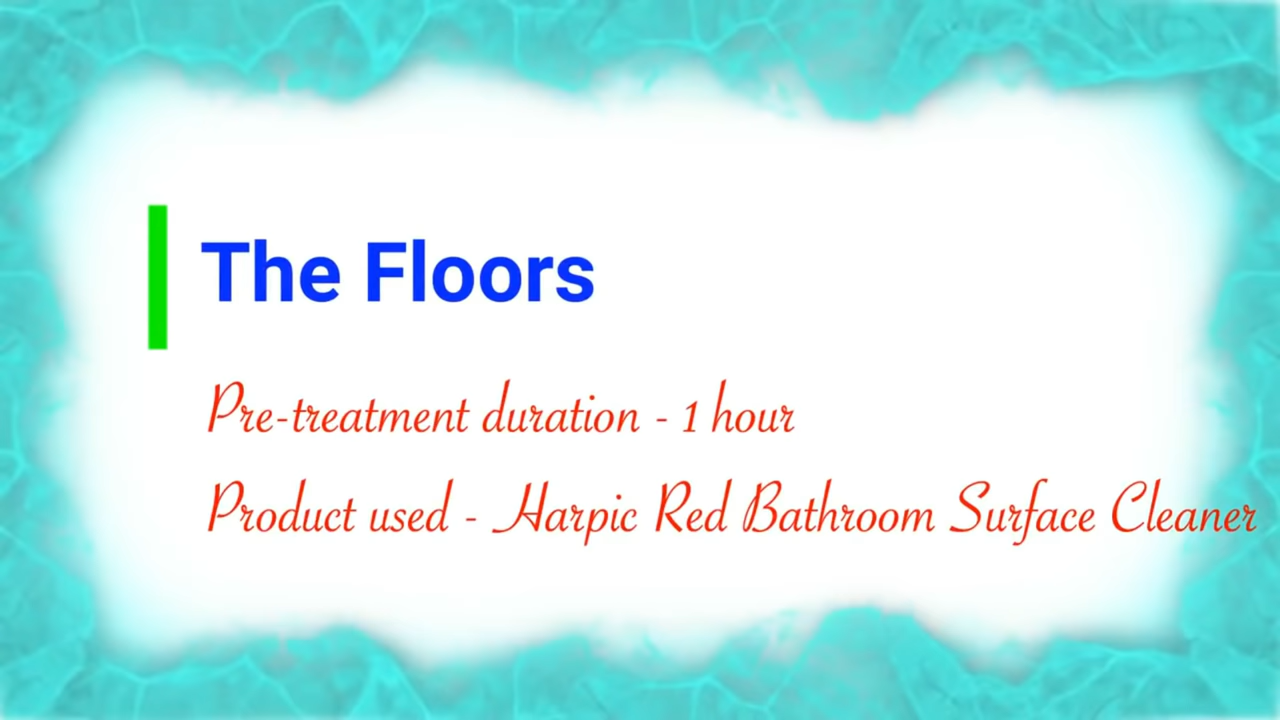 The Floors
Pre-treatment duration - 1 hour
Product used - Harpic Red Bathroom Surface Cleaner